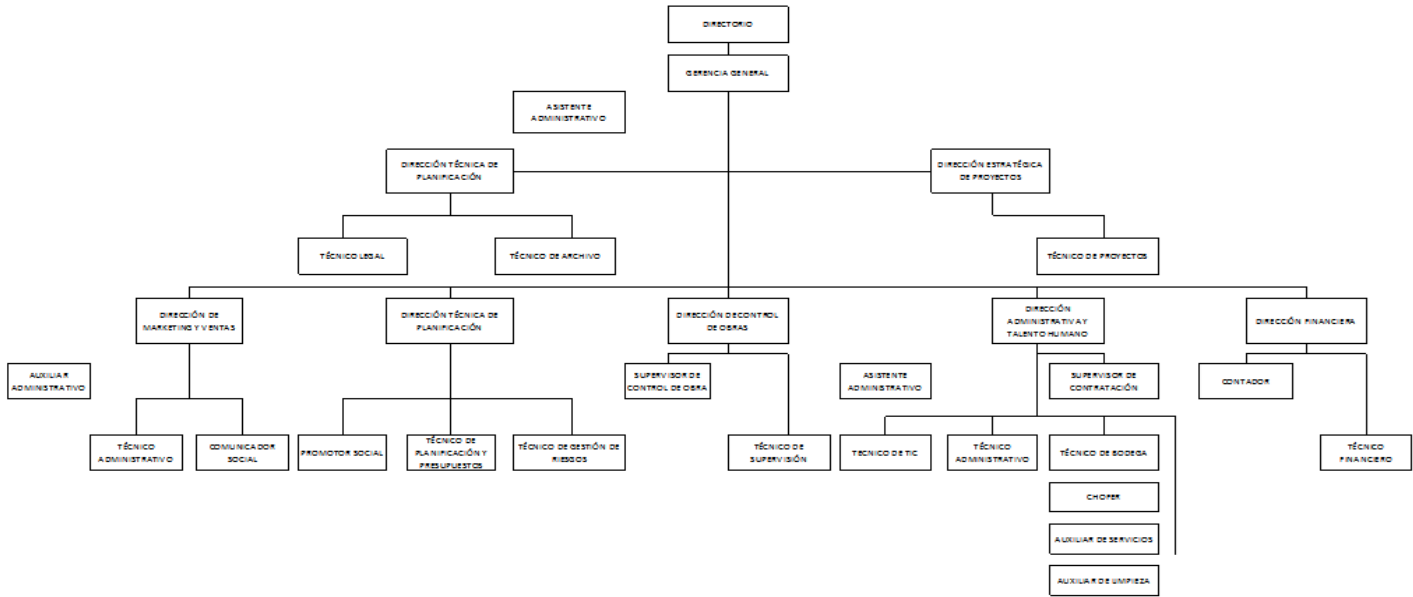 DIRECTORIO
GERENCIA GENERAL
ASISTENTE
ADMINISTRATIVO
DIRECCIÓN TÉCNICA DE
PLANIFICACIÓN
DIRECCIÓN ESTRATÉGICA
DE PROYECTOS
TÉCNICO LEGAL
TÉCNICO DE ARCHIVO
TÉCNICO DE PROYECTOS
DIRECCIÓN DE
MARKETING Y VENTAS
DIRECCIÓN TÉCNICA DE
PLANIFICACIÓN
DIRECCIÓN DE CONTROL
DE OBRAS
DIRECCIÓN
ADMINISTRATIVA Y
TALENTO HUMANO
DIRECCIÓN FINANCIERA
AUXILIAR
ADMINISTRATIVO
SUPERVISOR DE
CONTROL DE OBRA
ASISTENTE
ADMINISTRATIVO
SUPERVISOR DE
CONTRATACIÓN
CONTADOR
TÉCNICO
ADMINISTRATIVO
COMUNICADOR
SOCIAL
PROMOTOR SOCIAL
TÉCNICO DE
PLANIFICACIÓN Y
PRESUPUESTOS
TÉCNICO DE GESTIÓN DE
RIESGOS
TÉCNICO DE
SUPERVISIÓN
TECNICO DE TIC
TÉCNICO
ADMINISTRATIVO
TÉCNICO DE BODEGA
TÉCNICO
FINANCIERO
CHOFER
AUXILIAR DE SERVICIOS
AUXILIAR DE LIMPIEZA